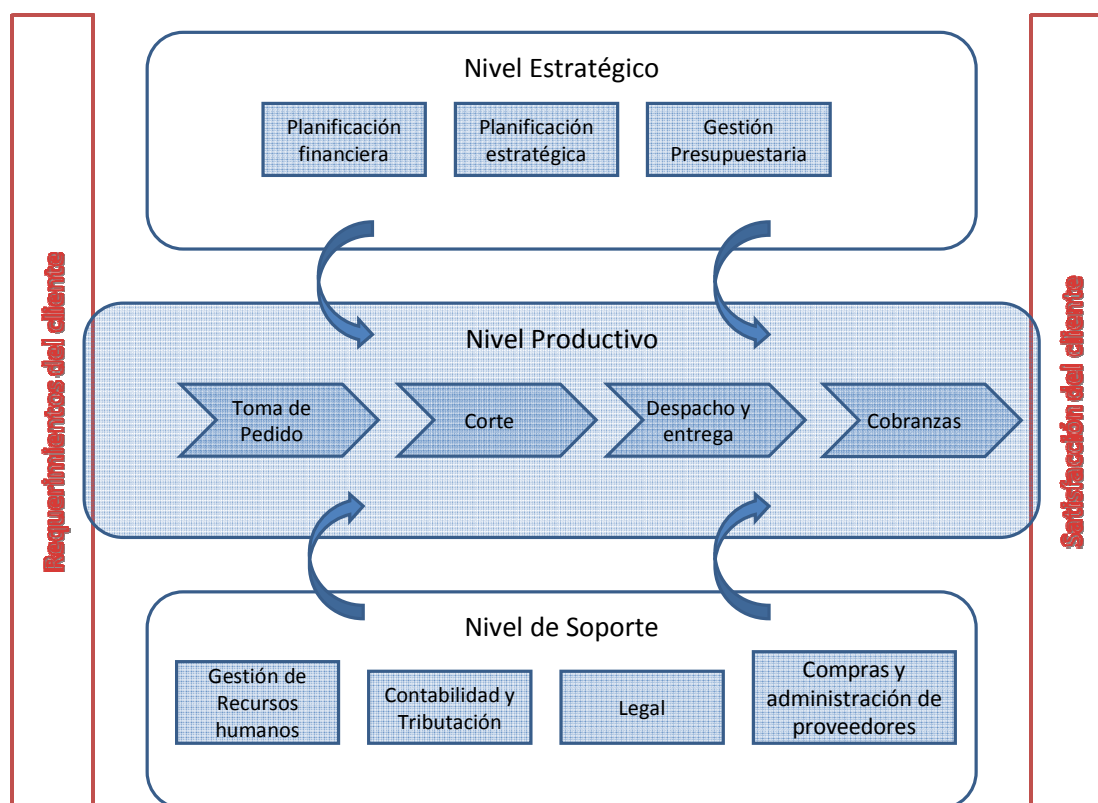 Requerimientos del cliente
Nivel Estratégico
Planificación
financiera
Planificación
estratégica
Gestión
Presupuestaria
Nivel Productivo
Toma de
Pedido
Corte
Despacho y
entrega
Cobranzas
Nivel de Soporte
Gestión de
Recursos
humanos
Contabilidad y
Tributación
Legal
Compras y
administración de
proveedores
Satisfacción del cliente